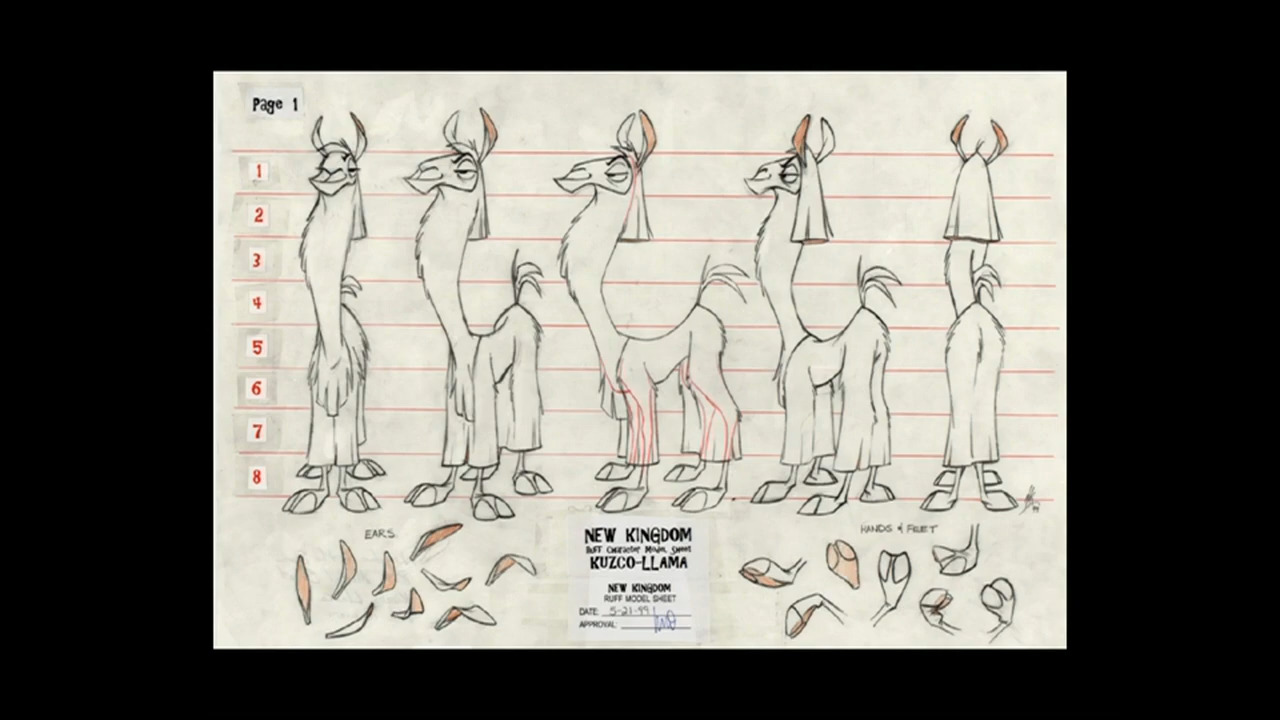 Page 1
1
2
3
4
5
6
7
8
EARS
HANDS & FEET
NEW KINGDOM
Ruff Character Model Sheet
KUZCO-LLAMA
NEW KINGDOM
RUFF MODEL SHEET
DATE: 5-21-99
APPROVAL: